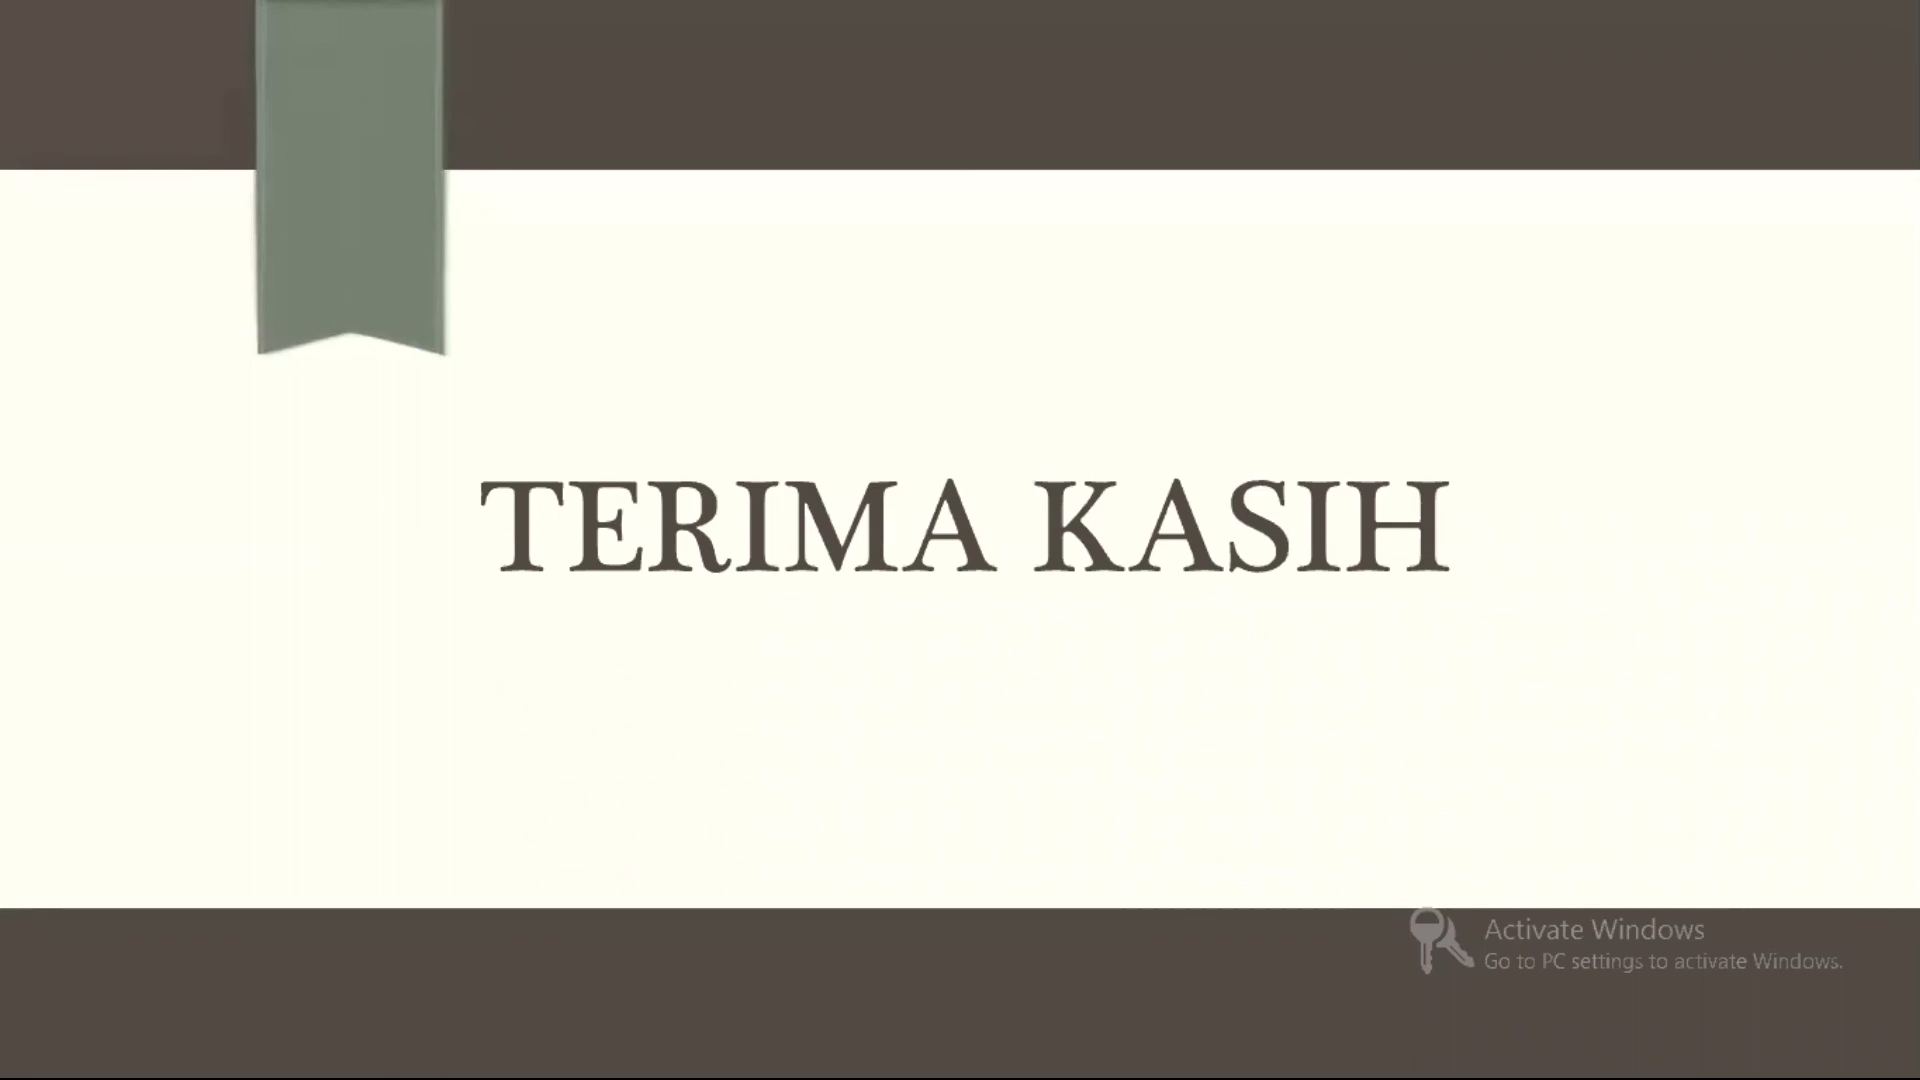 TERIMA KASIH
Activate Windows
Go to PC settings to activate Windows.